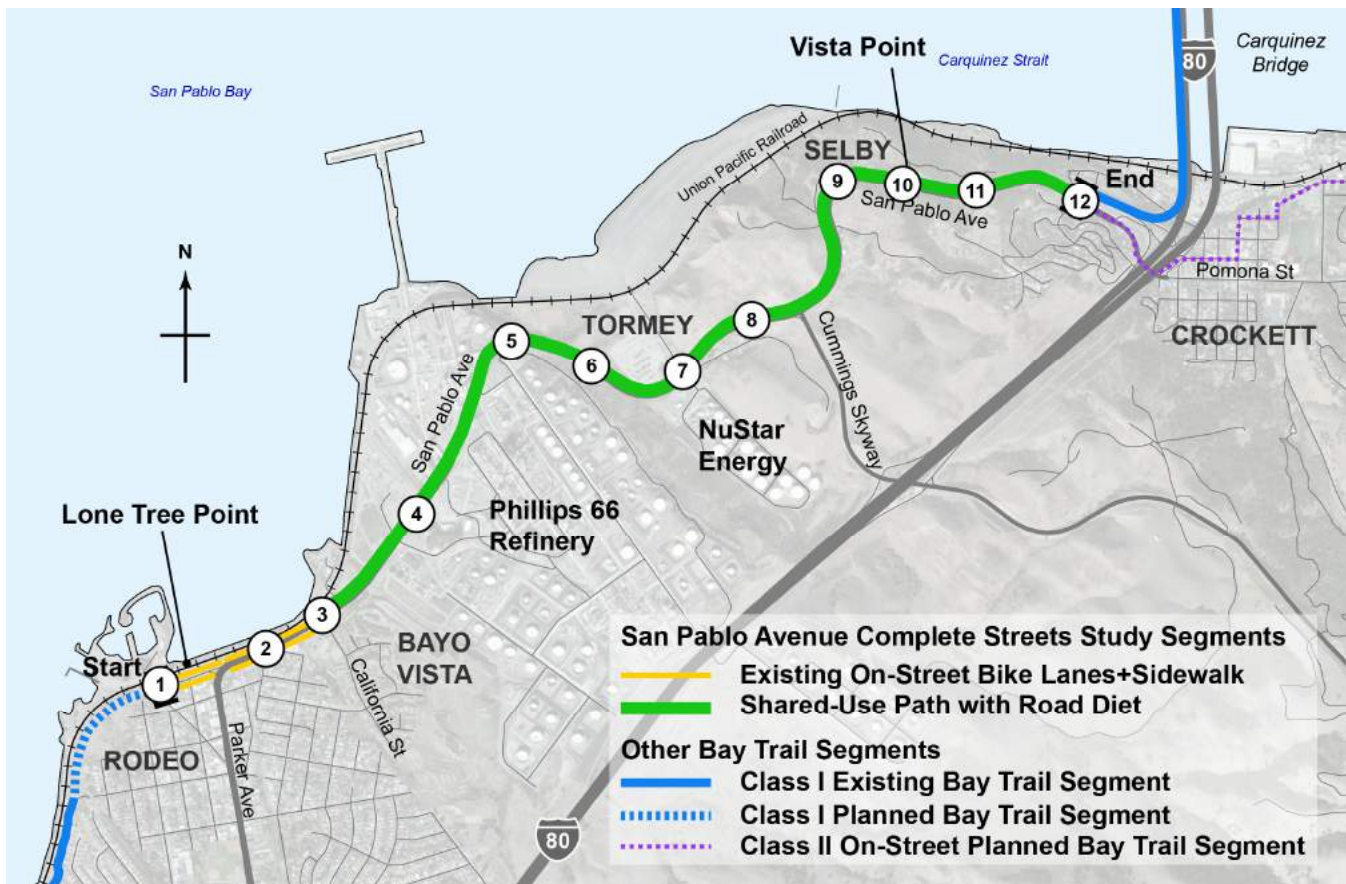 San Pablo Bay
Vista Point
Carquinez Strait
80
Carquinez
Bridge
Union Pacific Railroad
SELBY
9
10
11
12
End
San Pablo Ave
N
Pomona St
CROCKETT
TORMEY
5
6
7
8
San Pablo Ave
Cummings Skyway
NuStar
Energy
Lone Tree Point
4
Phillips 66
Refinery
3
2
Start
1
BAYO
VISTA
California St
RODEO
Parker Ave
80
San Pablo Avenue Complete Streets Study Segments
Existing On-Street Bike Lanes+Sidewalk
Shared-Use Path with Road Diet
Other Bay Trail Segments
Class I Existing Bay Trail Segment
Class I Planned Bay Trail Segment
Class II On-Street Planned Bay Trail Segment